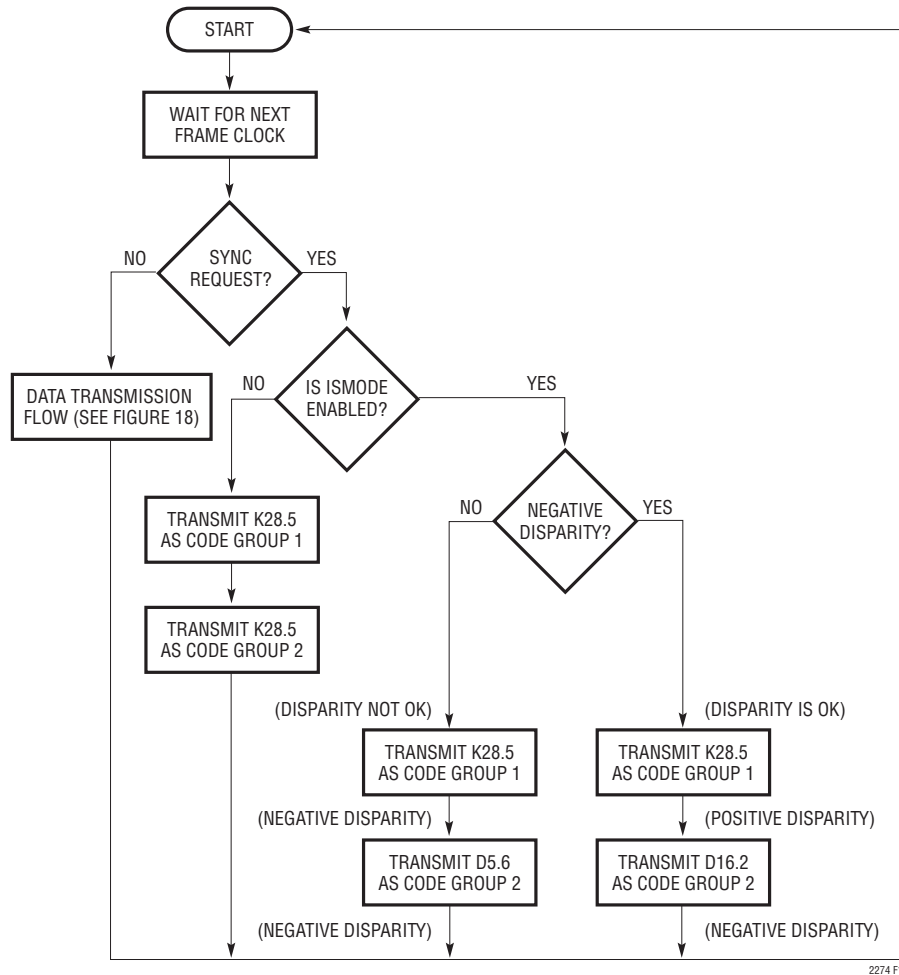 START
WAIT FOR NEXT
FRAME CLOCK
SYNC
REQUEST?
NO
YES
DATA TRANSMISSION
FLOW (SEE FIGURE 18)
IS ISMODE
ENABLED?
NO
YES
TRANSMIT K28.5
AS CODE GROUP 1
TRANSMIT K28.5
AS CODE GROUP 2
NEGATIVE
DISPARITY?
NO
YES
(DISPARITY NOT OK)
TRANSMIT K28.5
AS CODE GROUP 1
(NEGATIVE DISPARITY)
TRANSMIT D5.6
AS CODE GROUP 2
(NEGATIVE DISPARITY)
(DISPARITY IS OK)
TRANSMIT K28.5
AS CODE GROUP 1
(POSITIVE DISPARITY)
TRANSMIT D16.2
AS CODE GROUP 2
(NEGATIVE DISPARITY)
2274 F